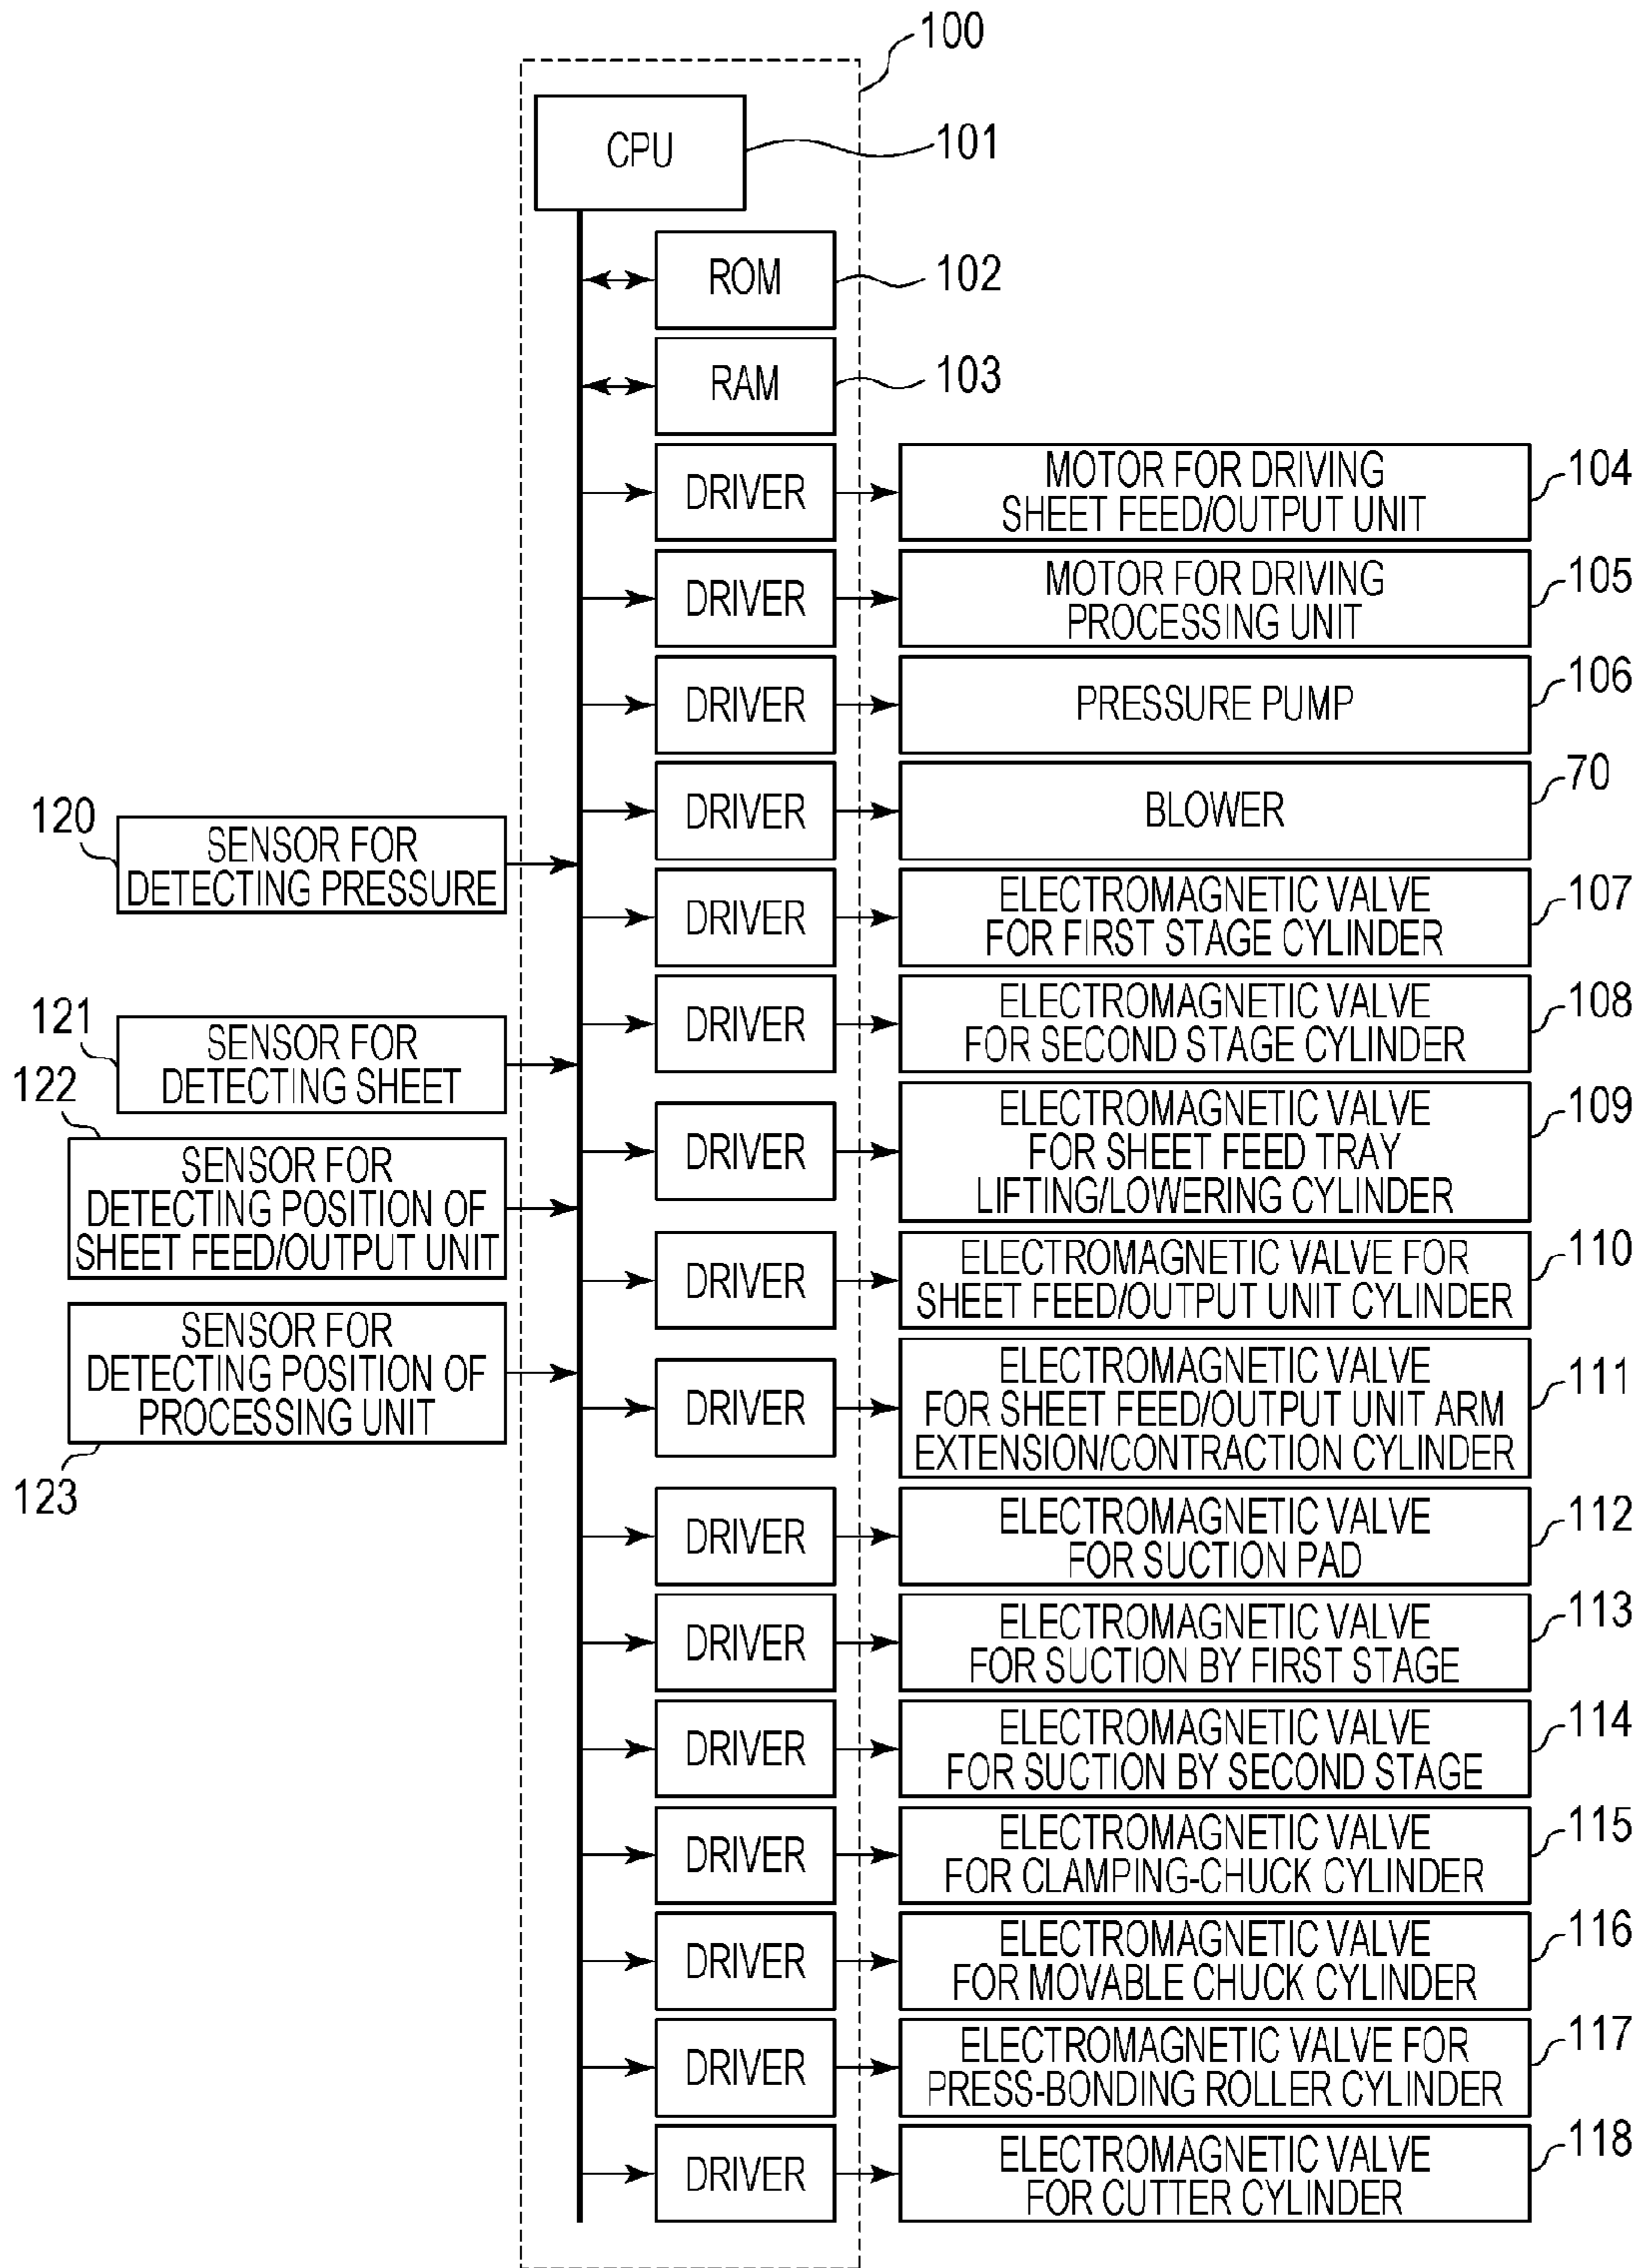 100
CPU
101
ROM
102
RAM
103
DRIVER
MOTOR FOR DRIVING
SHEET FEED/OUTPUT UNIT
104
DRIVER
MOTOR FOR DRIVING
PROCESSING UNIT
105
DRIVER
PRESSURE PUMP
106
DRIVER
BLOWER
70
120
SENSOR FOR
DETECTING PRESSURE
DRIVER
ELECTROMAGNETIC VALVE
FOR FIRST STAGE CYLINDER
107
DRIVER
ELECTROMAGNETIC VALVE
FOR SECOND STAGE CYLINDER
108
121
SENSOR FOR
DETECTING SHEET
DRIVER
ELECTROMAGNETIC VALVE
FOR SHEET FEED TRAY
LIFTING/LOWERING CYLINDER
109
122
SENSOR FOR
DETECTING POSITION OF
SHEET FEED/OUTPUT UNIT
DRIVER
ELECTROMAGNETIC VALVE FOR
SHEET FEED/OUTPUT UNIT CYLINDER
110
SENSOR FOR
DETECTING POSITION OF
PROCESSING UNIT
123
DRIVER
ELECTROMAGNETIC VALVE
FOR SHEET FEED/OUTPUT UNIT ARM
EXTENSION/CONTRACTION CYLINDER
111
DRIVER
ELECTROMAGNETIC VALVE
FOR SUCTION PAD
112
DRIVER
ELECTROMAGNETIC VALVE
FOR SUCTION BY FIRST STAGE
113
DRIVER
ELECTROMAGNETIC VALVE
FOR SUCTION BY SECOND STAGE
114
DRIVER
ELECTROMAGNETIC VALVE
FOR CLAMPING-CHUCK CYLINDER
115
DRIVER
ELECTROMAGNETIC VALVE
FOR MOVABLE CHUCK CYLINDER
116
DRIVER
ELECTROMAGNETIC VALVE FOR
PRESS-BONDING ROLLER CYLINDER
117
DRIVER
ELECTROMAGNETIC VALVE
FOR CUTTER CYLINDER
118